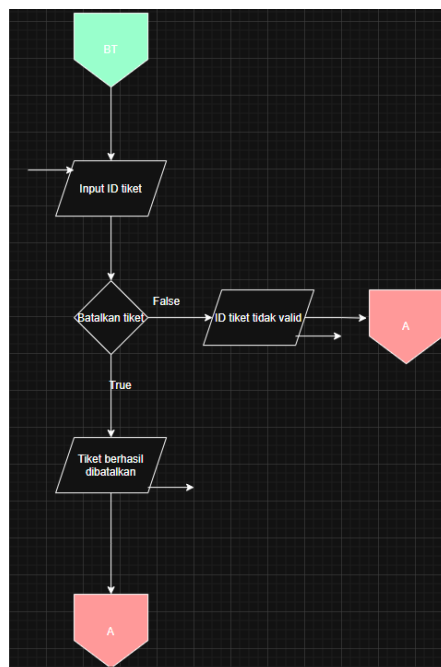 BT
Input ID tiket
Batalkan tiket
False
ID tiket tidak valid
A
True
Tiket berhasil
dibatalkan
A